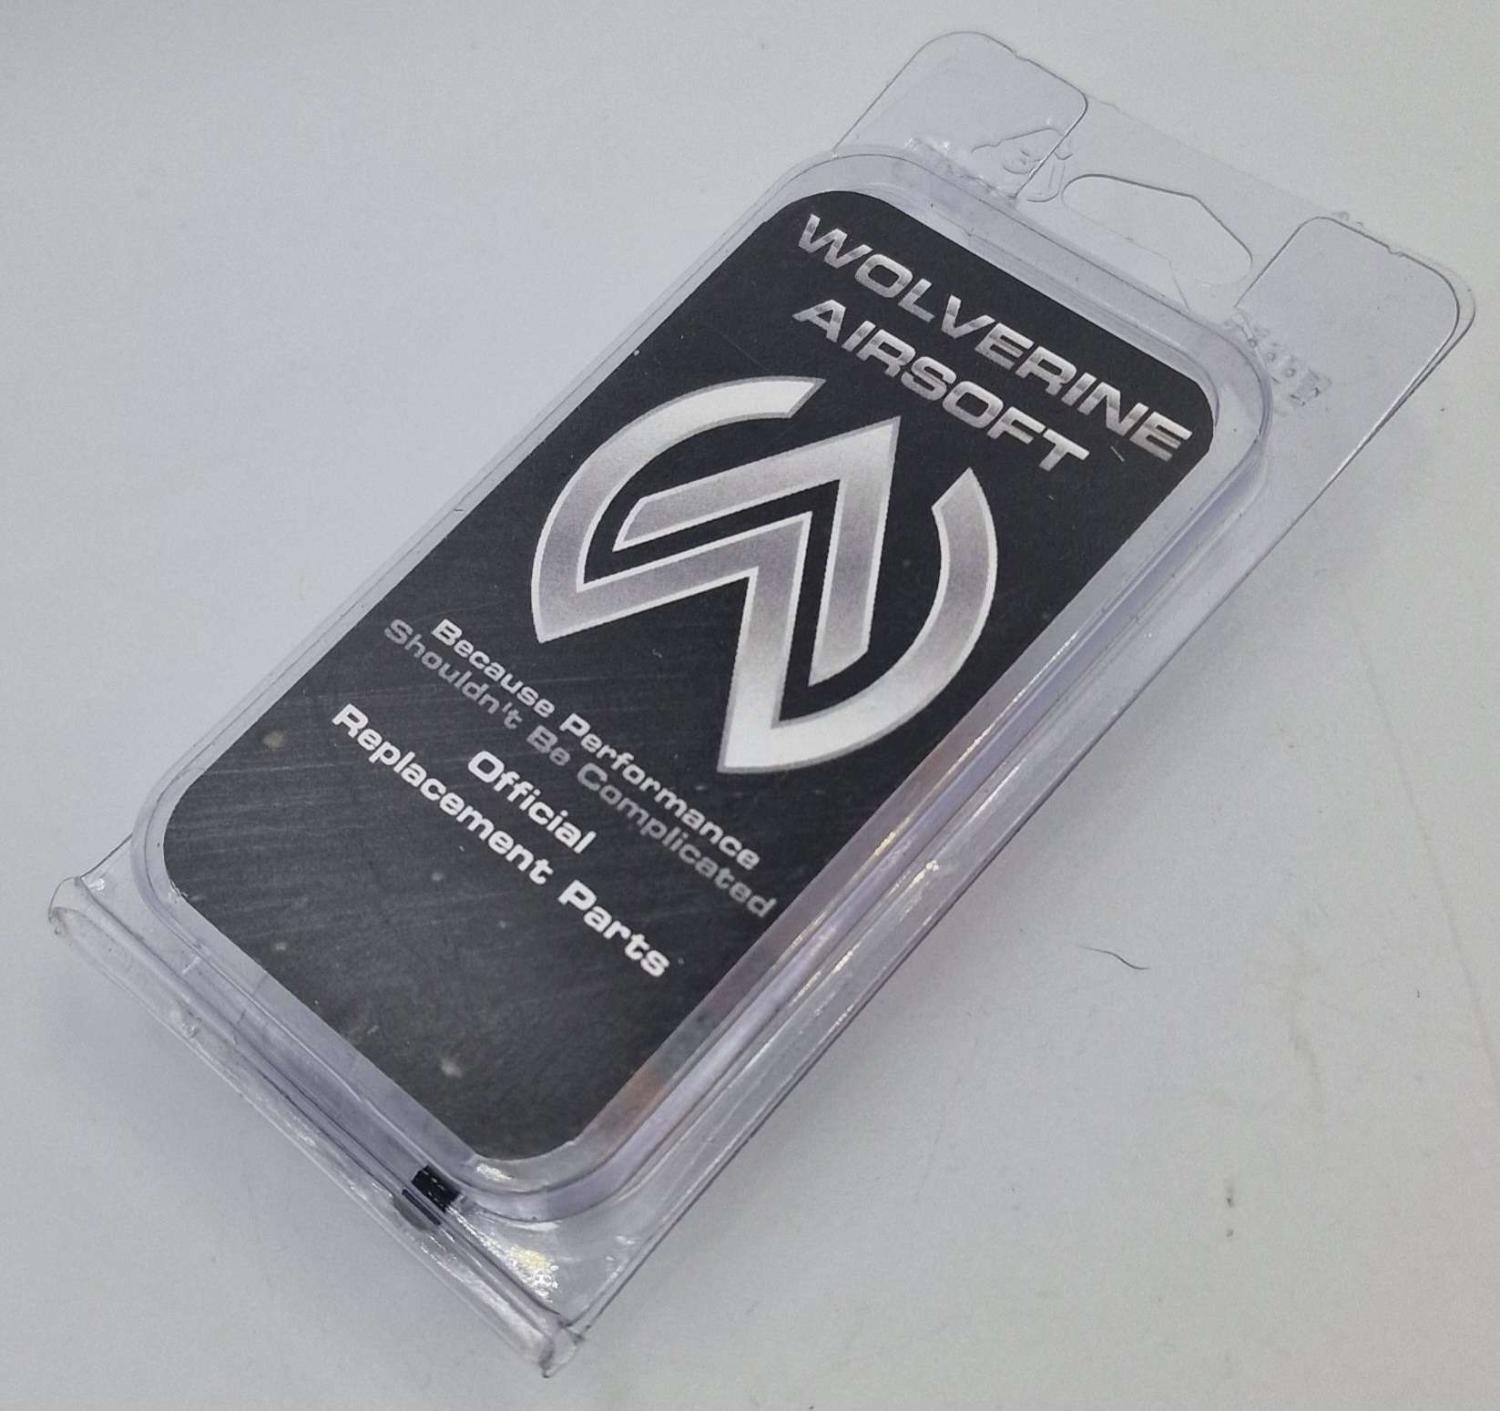 WOLVERINE
AIRSOFT
Because Performance
Shouldn't Be Complicated
Official
Replacement Parts